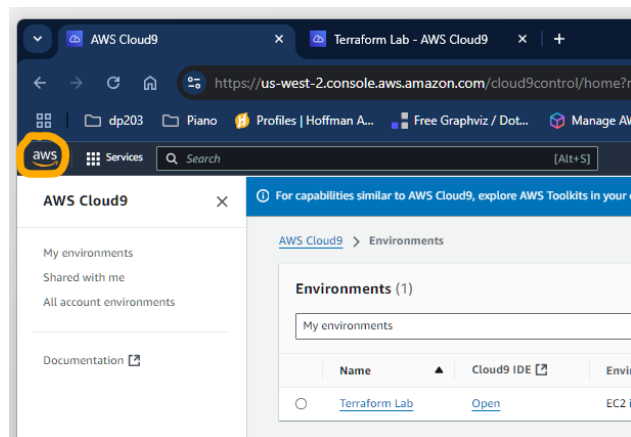 AWS Cloud9
Terraform Lab - AWS Cloud9
https://us-west-2.console.aws.amazon.com/cloud9control/home?r
dp203
Piano
Profiles | Hoffman A...
Free Graphviz / Dot...
Manage AW
aws
Services
Search
[Alt+S]
AWS Cloud9
For capabilities similar to AWS Cloud9, explore AWS Toolkits in your
My environments
Shared with me
All account environments
Documentation
AWS Cloud9 > Environments
Environments (1)
My environments
Name
Cloud9 IDE
Envi
Terraform Lab
Open
EC2 i